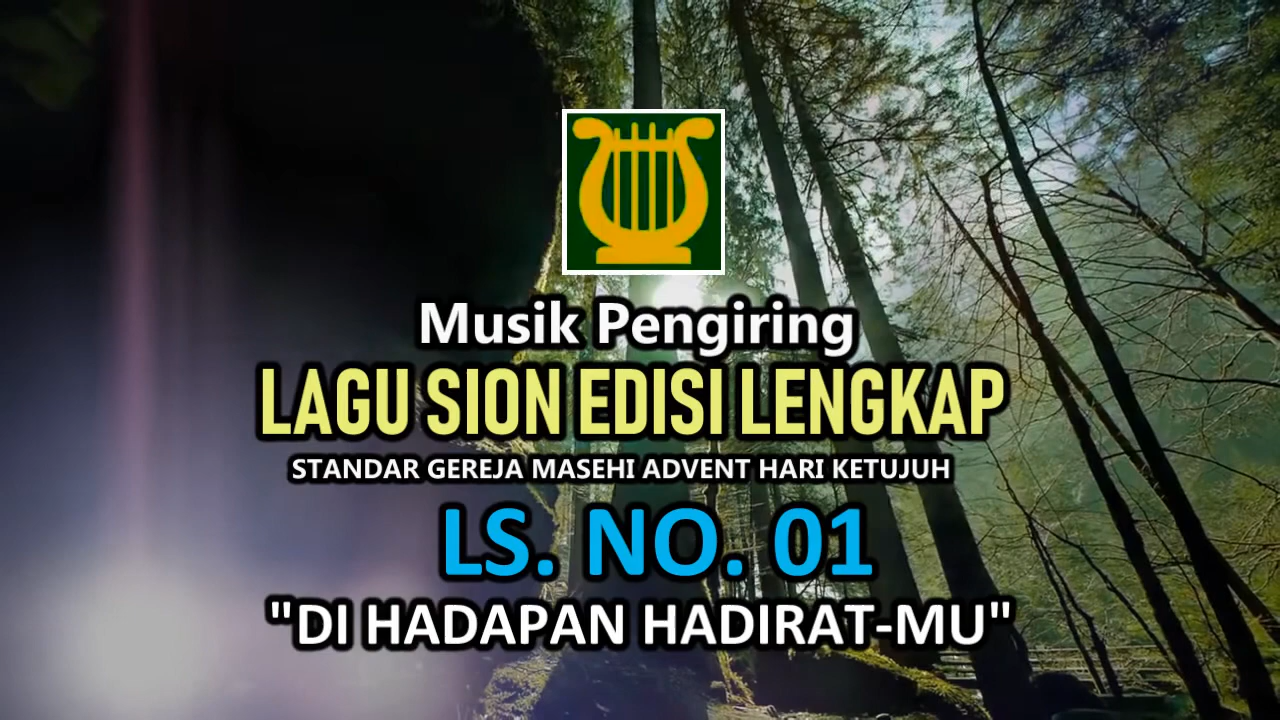 Musik Pengiring
LAGU SION EDISI LENGKAP
STANDAR GEREJA MASEHI ADVENT HARI KETUJUH
LS. NO. 01
"DI HADAPAN HADIRAT-MU"